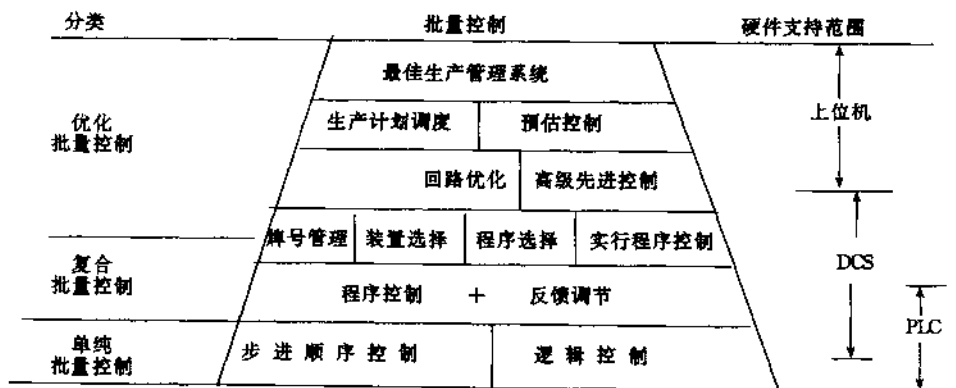 分类 批量控制 硬件支持范围
最佳生产管理系统
生产计划调度 预估控制
上位机
优化
批量控制
回路优化 高级先进控制
牌号管理 装置选择 程序选择 实行程序控制
复合
批量控制
DCS
程序控制 + 反馈调节
PLC
单纯
批量控制
步进顺序控制 逻辑控制